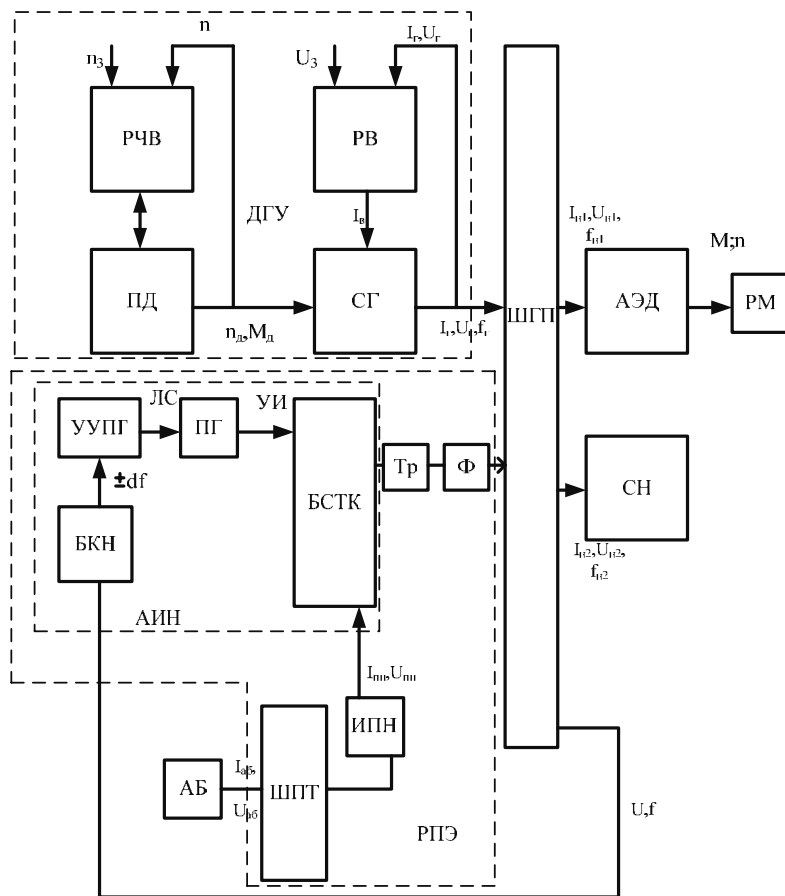 n
n₃
U₃
I_г,U_г
РЧВ
РВ
ДГУ
I_в
ПД
СГ
n_д,M_д
I_г,U_г,f_г
ШГП
I_н1,U_н1,
f_н1
АЭД
M;n
РМ
ЛС
УИ
УУПГ
ПГ
БСТК
Тр
Ф
СН
±df
БКН
I_н2,U_н2,
f_н2
АИН
I_пн,U_пн
ИПН
АБ
I_аб,
U_аб
ШПТ
РПЭ
U,f